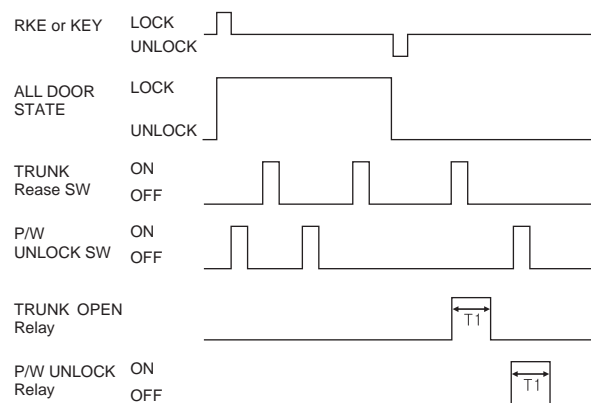 RKE or KEY LOCK
UNLOCK
ALL DOOR LOCK
STATE
UNLOCK
TRUNK ON
Rease SW OFF
P/W ON
UNLOCK SW OFF
TRUNK OPEN
Relay
T1
P/W UNLOCK ON
Relay OFF
T1